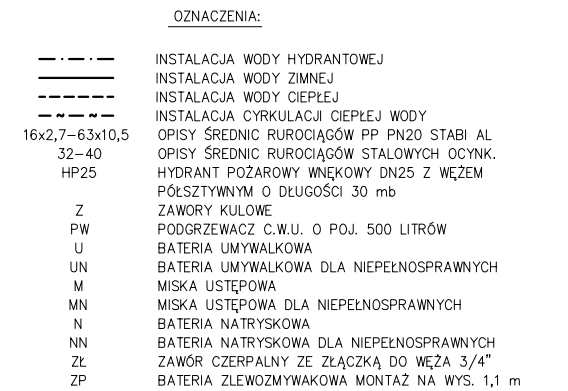 OZNACZENIA:
INSTALACJA WODY HYDRANTOWEJ
INSTALACJA WODY ZIMNEJ
INSTALACJA WODY CIEPŁEJ
INSTALACJA CYRKULACJI CIEPŁEJ WODY
16x2,7-63x10,5 OPISY ŚREDNIC RUROCIĄGÓW PP PN20 STABI AL
32-40 OPISY ŚREDNIC RUROCIĄGÓW STALOWYCH OCYNK.
HP25 HYDRANT POŻAROWY WNĘKOWY DN25 Z WĘŻEM
PÓŁSZTYWNYM O DŁUGOŚCI 30 mb
Z ZAWORY KULOWE
PW PODGRZEWACZ C.W.U. O POJ. 500 LITRÓW
U BATERIA UMYWALKOWA
UN BATERIA UMYWALKOWA DLA NIEPEŁNOSPRAWNYCH
M MISKA USTĘPOWA
MN MISKA USTĘPOWA DLA NIEPEŁNOSPRAWNYCH
N BATERIA NATRYSKOWA
NN BATERIA NATRYSKOWA DLA NIEPEŁNOSPRAWNYCH
ZŁ ZAWÓR CZERPALNY ZE ZŁĄCZKĄ DO WĘŻA 3/4"
ZP BATERIA ZLEWOZMYWAKOWA MONTAŻ NA WYS. 1,1 m